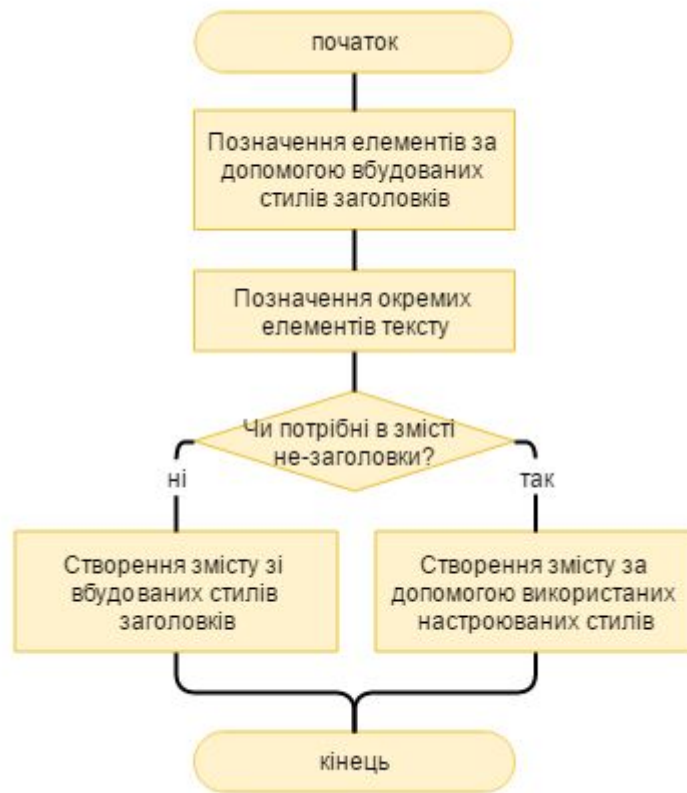 початок
Позначення елементів за
допомогою вбудованих
стилів заголовків
Позначення окремих
елементів тексту
Чи потрібні в змісті
не-заголовки?
ні
так
Створення змісту зі
вбудованих стилів
заголовків
Створення змісту за
допомогою використаних
настроюваних стилів
кінець